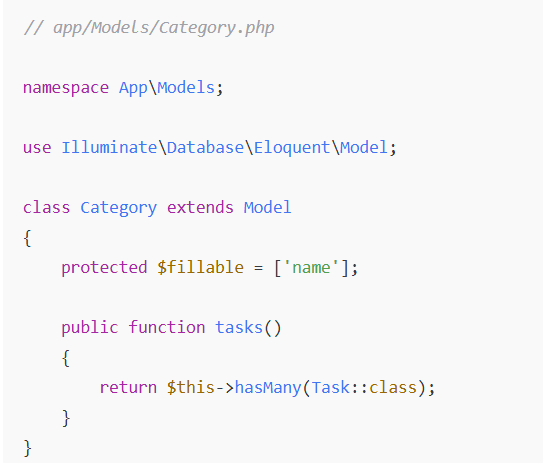 // app/Models/Category.php
namespace App\Models;
use Illuminate\Database\Eloquent\Model;
class Category extends Model
{
    protected $fillable = ['name'];
    public function tasks()
    {
        return $this->hasMany(Task::class);
    }
}